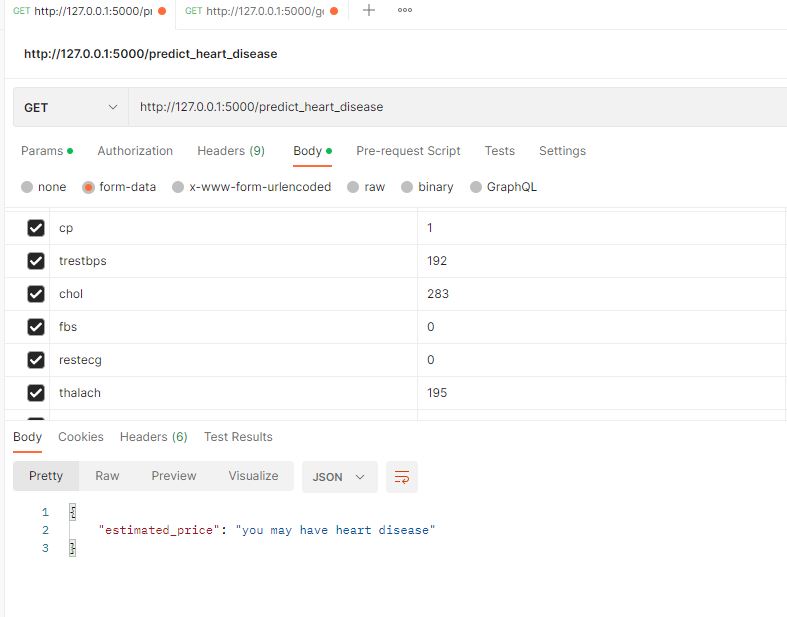 GET http://127.0.0.1:5000/pr GET http://127.0.0.1:5000/ge
http://127.0.0.1:5000/predict_heart_disease
GET http://127.0.0.1:5000/predict_heart_disease
Params Authorization Headers (9) Body Pre-request Script Tests Settings
none form-data x-www-form-urlencoded raw binary GraphQL
cp 1
trestbps 192
chol 283
fbs 0
restecg 0
thalach 195
Body Cookies Headers (6) Test Results
Pretty Raw Preview Visualize JSON
1 {
2 "estimated_price": "you may have heart disease"
3 }